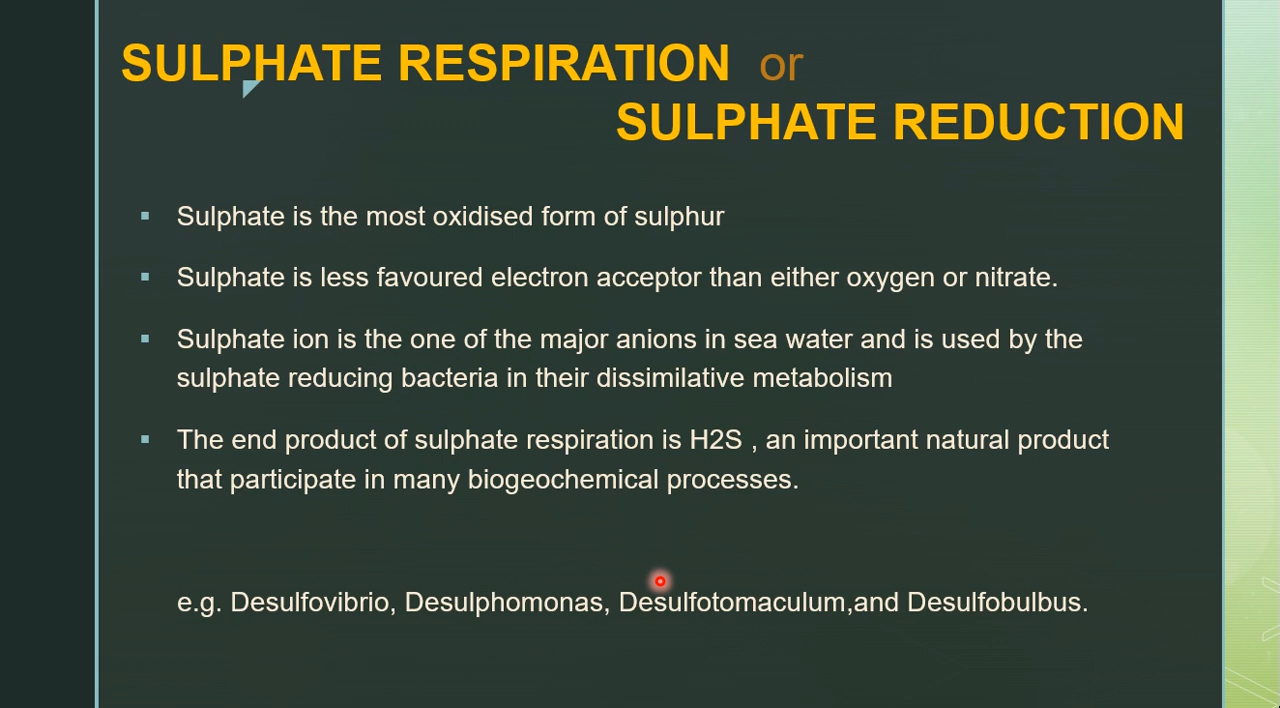 SULPHATE RESPIRATION or
SULPHATE REDUCTION
Sulphate is the most oxidised form of sulphur
Sulphate is less favoured electron acceptor than either oxygen or nitrate.
Sulphate ion is the one of the major anions in sea water and is used by the
sulphate reducing bacteria in their dissimilative metabolism
The end product of sulphate respiration is H2S , an important natural product
that participate in many biogeochemical processes.
e.g. Desulfovibrio, Desulphomonas, Desulfotomaculum,and Desulfobulbus.